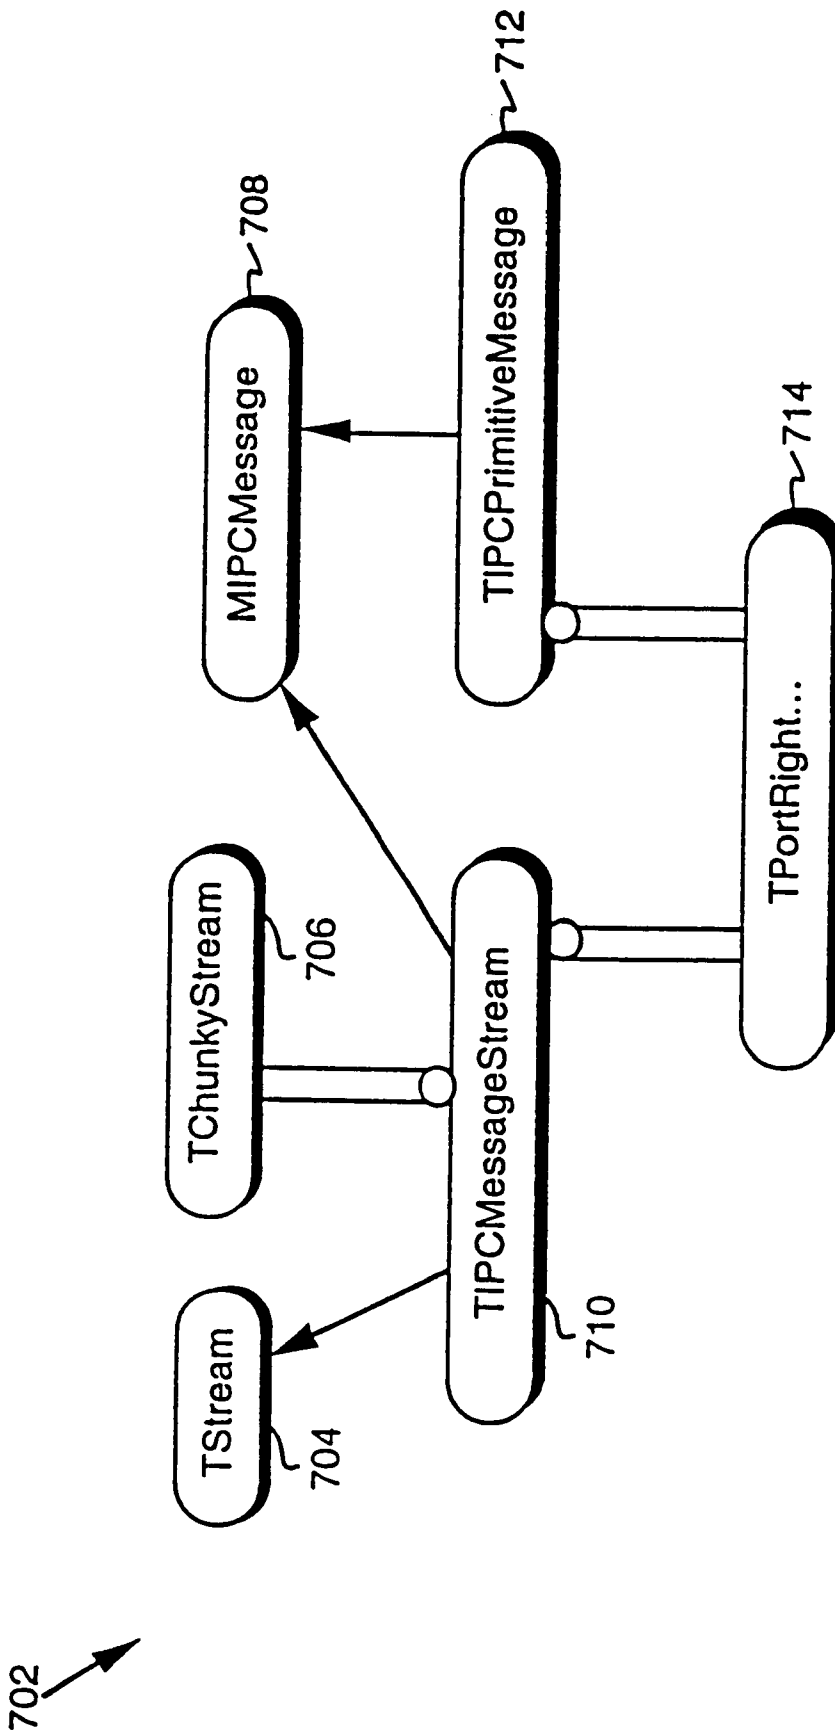 702
TStream
704
TChunkyStream
706
MIPCMessage
708
TIPCMessageStream
710
TIPCPrimitiveMessage
712
TPortRight...
714